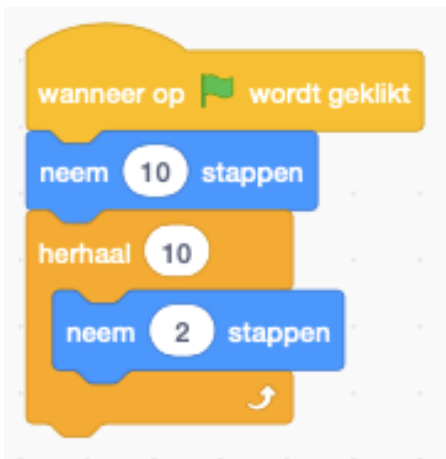 wanneer op wordt geklikt
neem 10 stappen
herhaal 10
neem 2 stappen